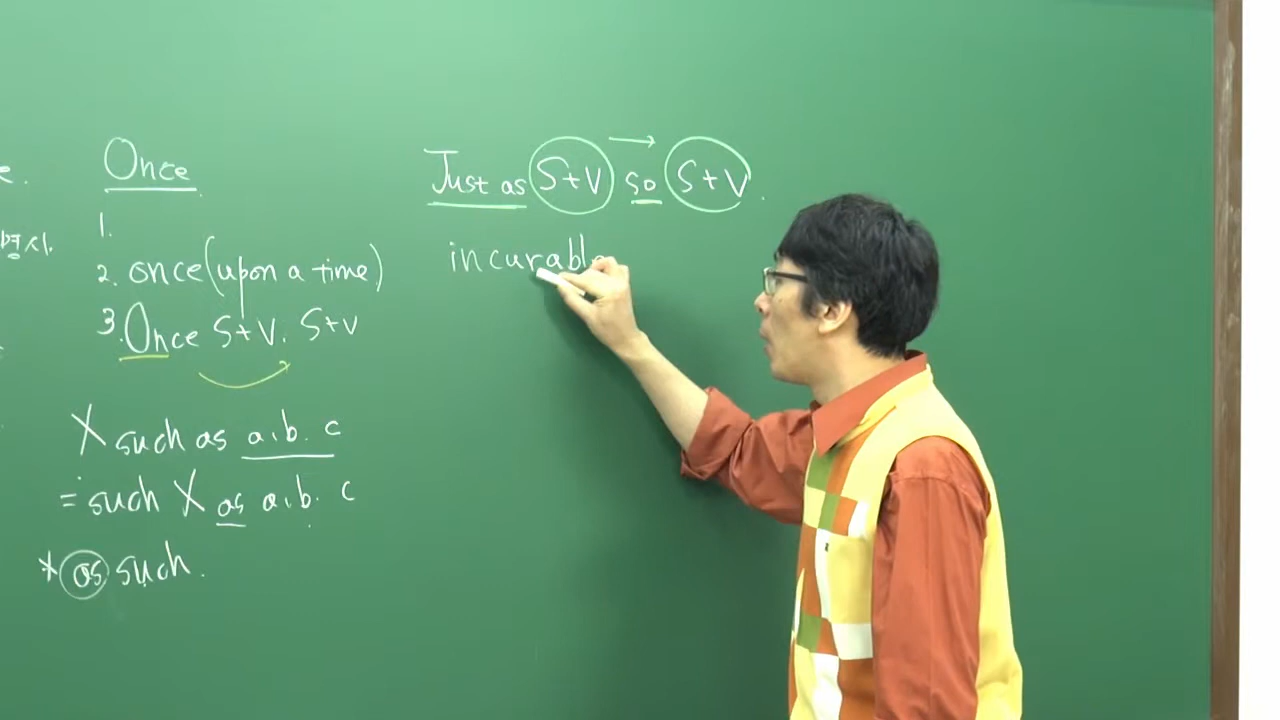 Once
1.
2. once (upon a time)
3. Once S+V. S+V
X such as a, b. c
= such X as a, b. c
* as such.
Just as S+V → so S+V.
incurable